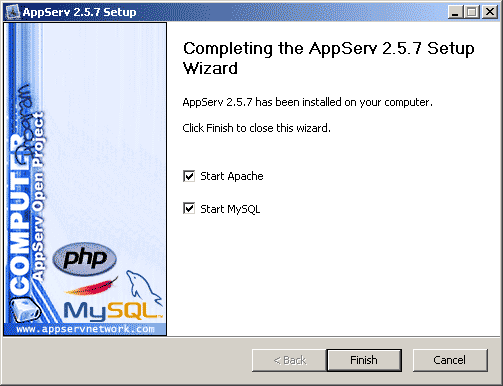 AppServ 2.5.7 Setup
Completing the AppServ 2.5.7 Setup
Wizard
AppServ 2.5.7 has been installed on your computer.
Click Finish to close this wizard.
Start Apache
Start MySQL
COMPUTER
AppServ Open Project
php
MySQL
www.appservnetwork.com
< Back
Finish
Cancel